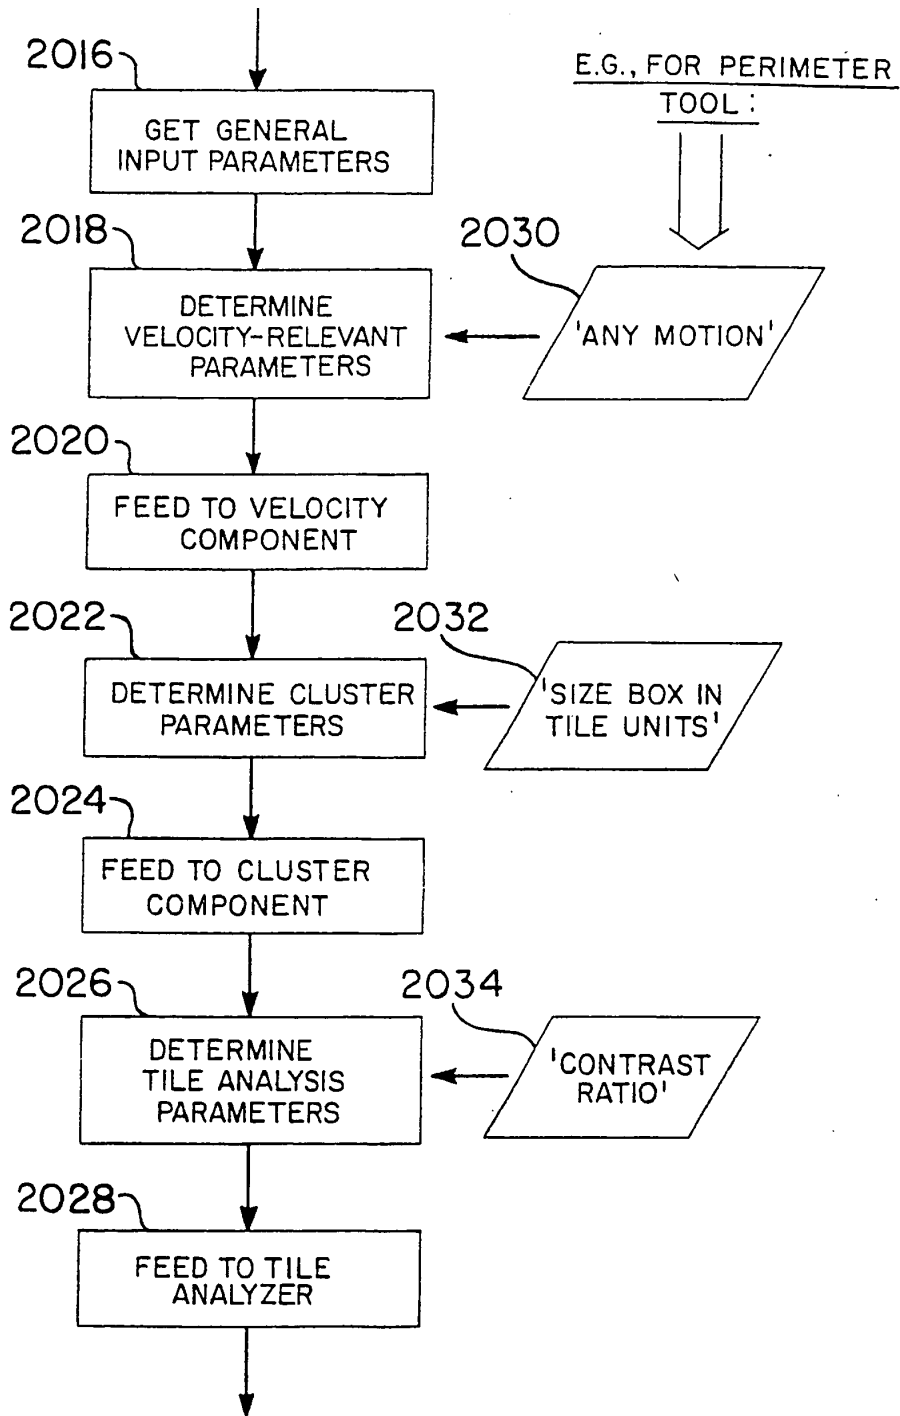 2016
E.G., FOR PERIMETER
TOOL:
GET GENERAL
INPUT PARAMETERS
2018
2030
DETERMINE
VELOCITY-RELEVANT
PARAMETERS
'ANY MOTION'
2020
FEED TO VELOCITY
COMPONENT
2022
2032
DETERMINE CLUSTER
PARAMETERS
'SIZE BOX IN
TILE UNITS'
2024
FEED TO CLUSTER
COMPONENT
2026
2034
DETERMINE
TILE ANALYSIS
PARAMETERS
'CONTRAST
RATIO'
2028
FEED TO TILE
ANALYZER